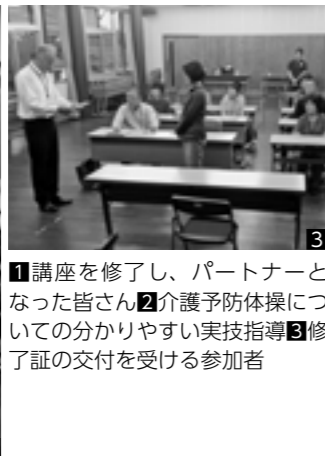 3
1講座を修了し、パートナーと
なった皆さん2介護予防体操につ
いての分かりやすい実技指導3修
了証の交付を受ける参加者